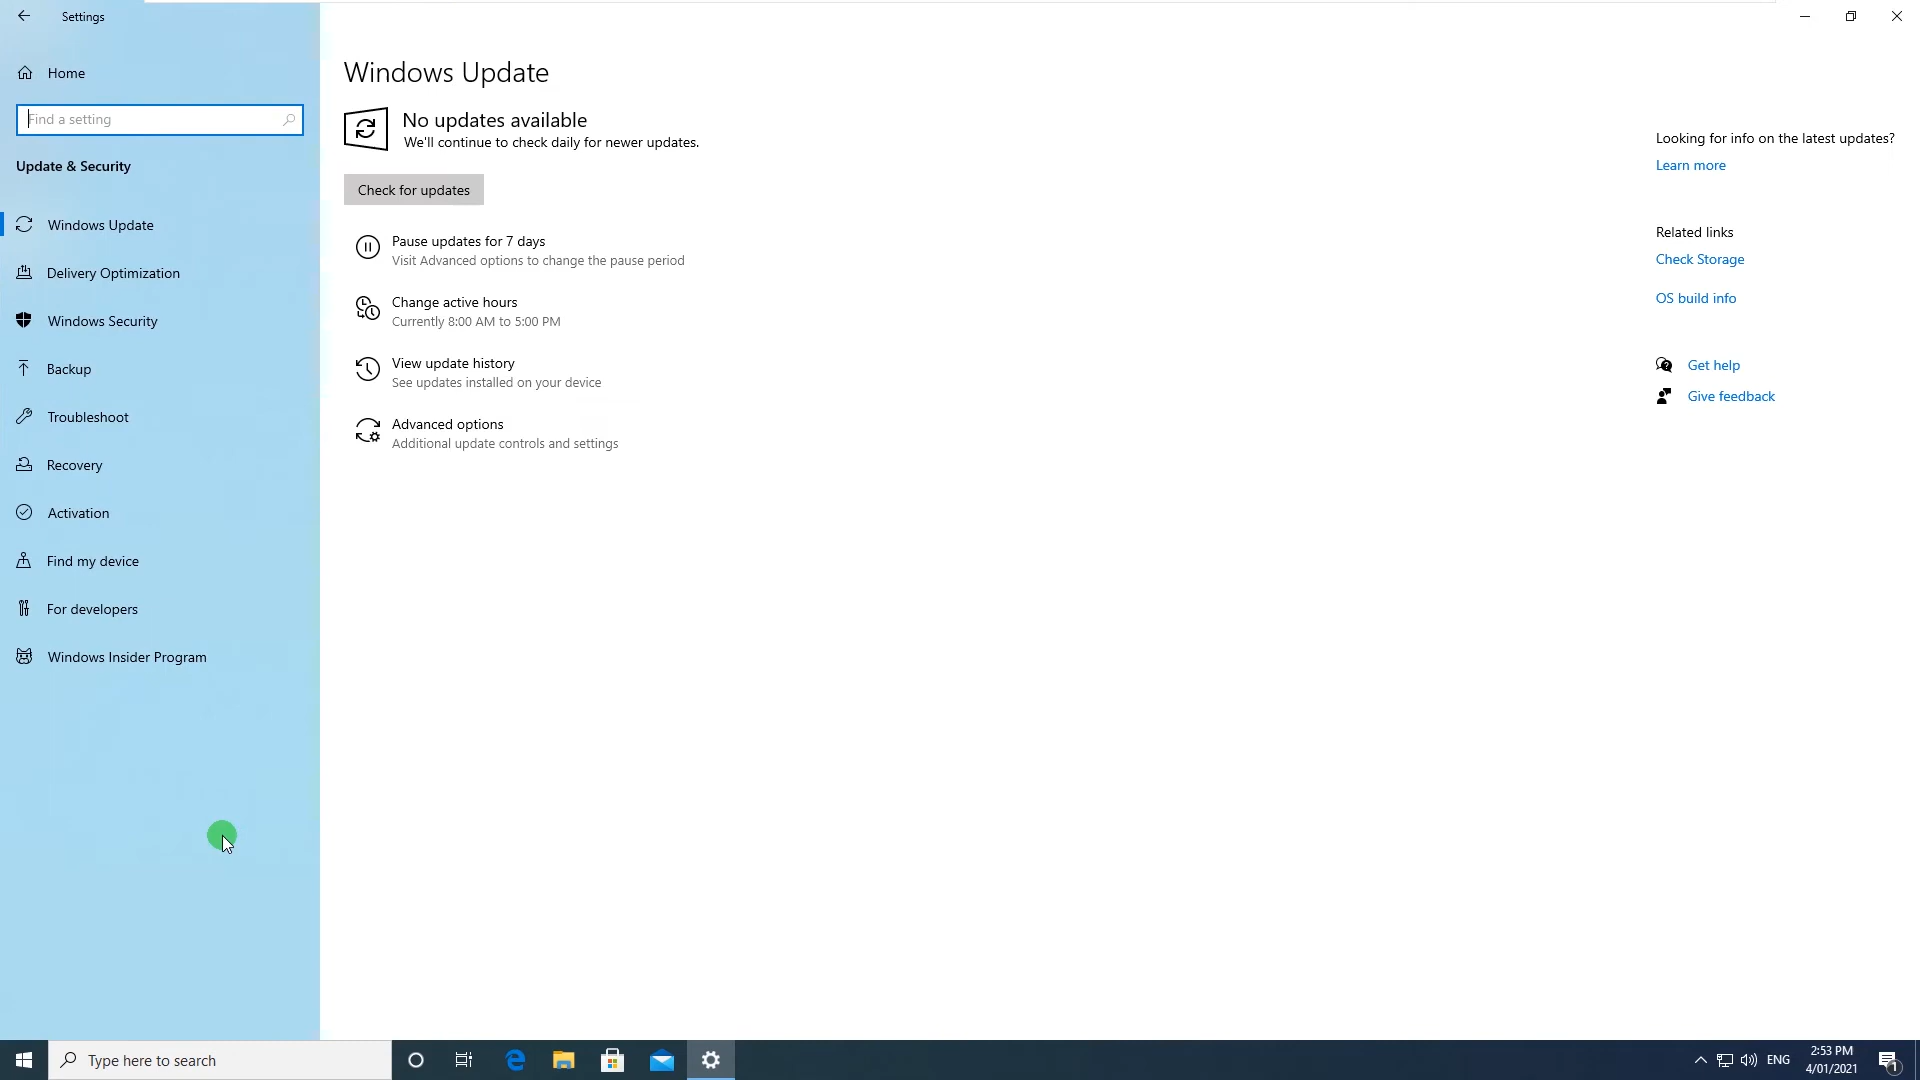 Settings
Home
Find a setting
Update & Security
Windows Update
Delivery Optimization
Windows Security
Backup
Troubleshoot
Recovery
Activation
Find my device
For developers
Windows Insider Program
Windows Update
No updates available
We'll continue to check daily for newer updates.
Check for updates
Pause updates for 7 days
Visit Advanced options to change the pause period
Change active hours
Currently 8:00 AM to 5:00 PM
View update history
See updates installed on your device
Advanced options
Additional update controls and settings
Looking for info on the latest updates?
Learn more
Related links
Check Storage
OS build info
Get help
Give feedback
Type here to search
ENG
2:53 PM
4/01/2021
1